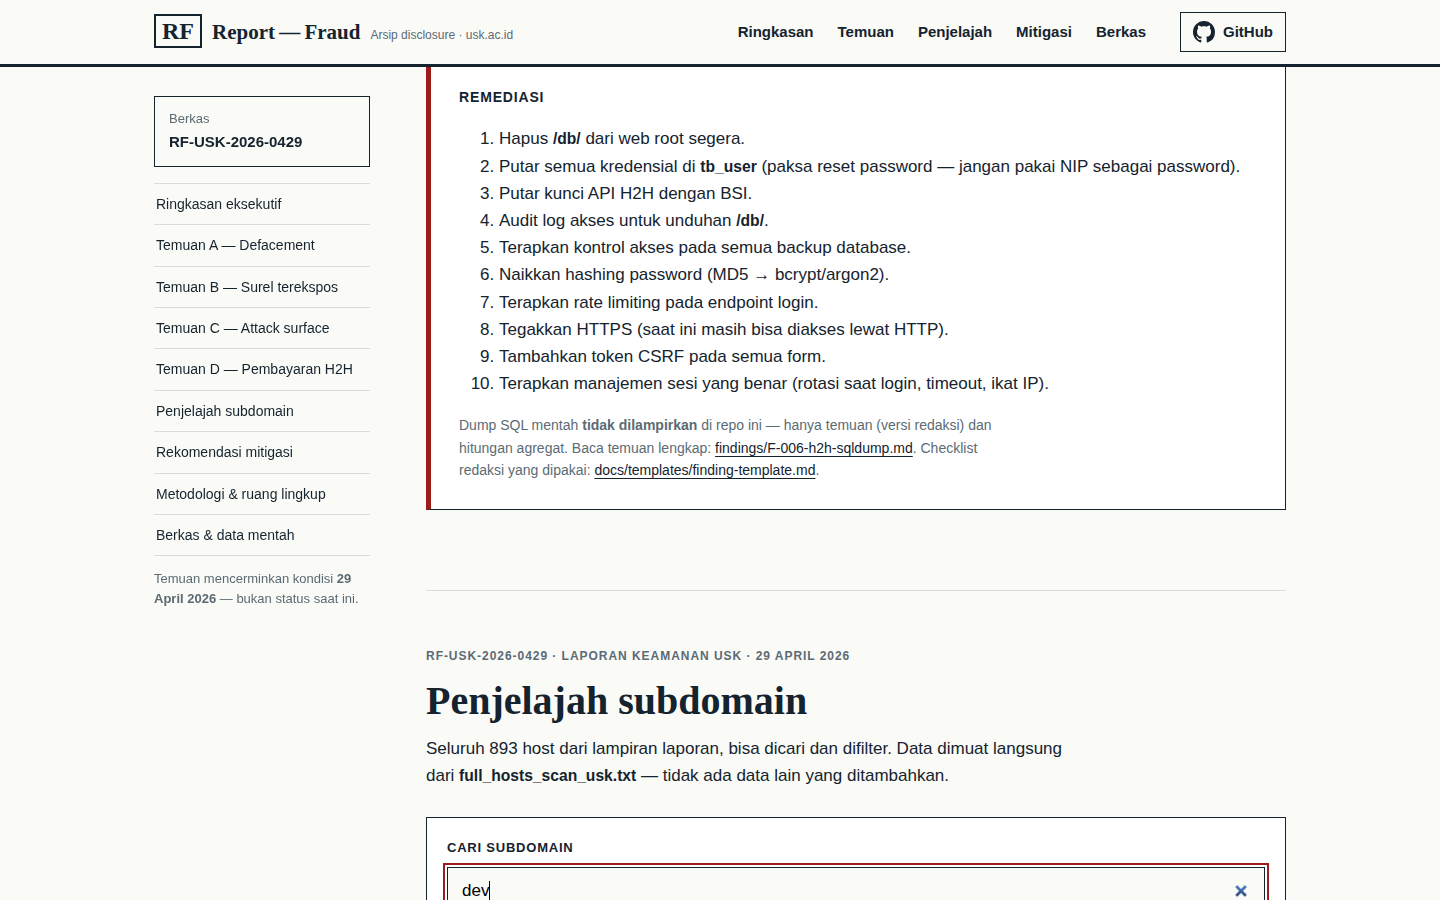 RF Report — Fraud Arsip disclosure · usk.ac.id Ringkasan Temuan Penjelajah Mitigasi Berkas GitHub
Berkas
RF-USK-2026-0429
Ringkasan eksekutif
Temuan A — Defacement
Temuan B — Surel terekspos
Temuan C — Attack surface
Temuan D — Pembayaran H2H
Penjelajah subdomain
Rekomendasi mitigasi
Metodologi & ruang lingkup
Berkas & data mentah
Temuan mencerminkan kondisi 29
April 2026 — bukan status saat ini.
REMEDIASI
1. Hapus /db/ dari web root segera.
2. Putar semua kredensial di tb_user (paksa reset password — jangan pakai NIP sebagai password).
3. Putar kunci API H2H dengan BSI.
4. Audit log akses untuk unduhan /db/.
5. Terapkan kontrol akses pada semua backup database.
6. Naikkan hashing password (MD5 → bcrypt/argon2).
7. Terapkan rate limiting pada endpoint login.
8. Tegakkan HTTPS (saat ini masih bisa diakses lewat HTTP).
9. Tambahkan token CSRF pada semua form.
10. Terapkan manajemen sesi yang benar (rotasi saat login, timeout, ikat IP).
Dump SQL mentah tidak dilampirkan di repo ini — hanya temuan (versi redaksi) dan
hitungan agregat. Baca temuan lengkap: findings/F-006-h2h-sqldump.md. Checklist
redaksi yang dipakai: docs/templates/finding-template.md.
RF-USK-2026-0429 · LAPORAN KEAMANAN USK · 29 APRIL 2026
Penjelajah subdomain
Seluruh 893 host dari lampiran laporan, bisa dicari dan difilter. Data dimuat langsung
dari full_hosts_scan_usk.txt — tidak ada data lain yang ditambahkan.
CARI SUBDOMAIN
dev